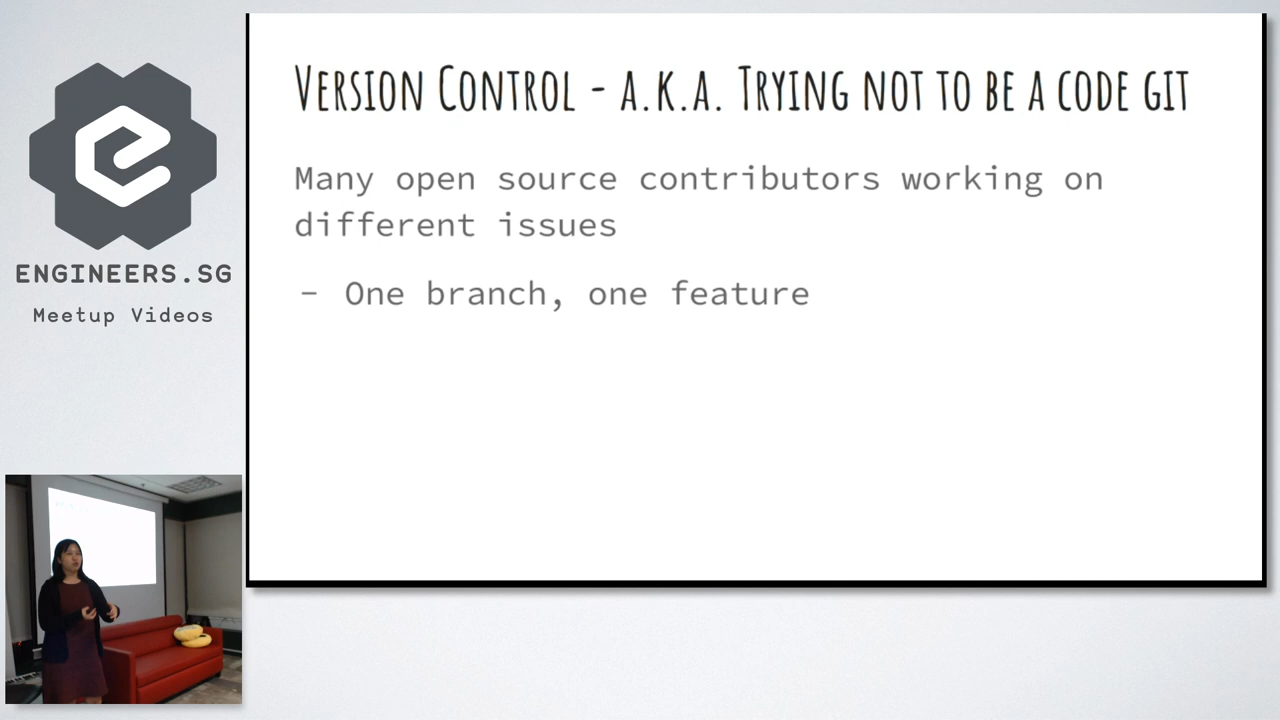 VERSION CONTROL - A.K.A. TRYING NOT TO BE A CODE GIT
Many open source contributors working on
different issues
- One branch, one feature
ENGINEERS.SG
Meetup Videos